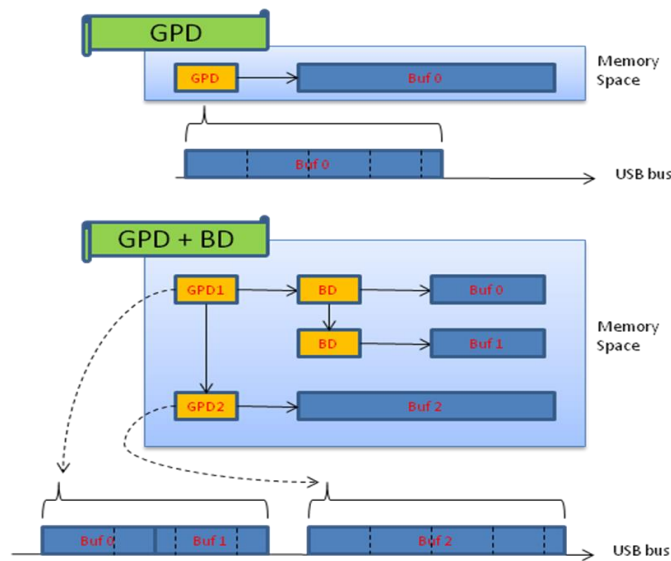 GPD
GPD
Buf 0
Memory
Space
Buf 0
USB bus
GPD + BD
GPD1
BD
Buf 0
BD
Buf 1
Memory
Space
GPD2
Buf 2
Buf 0
Buf 1
Buf 2
USB bus